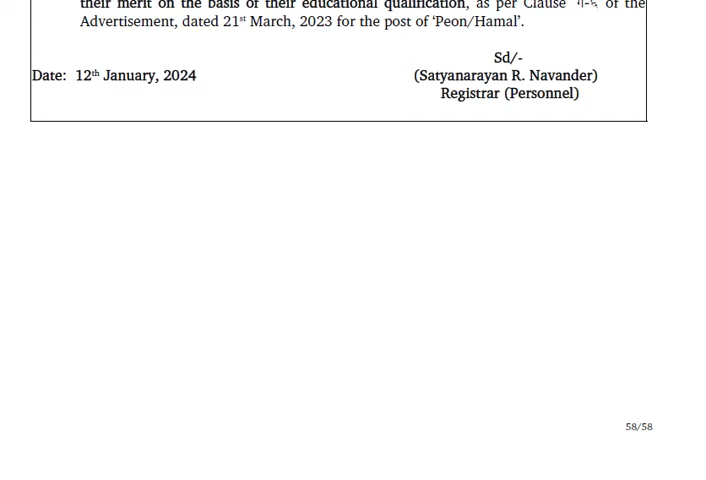 their merit on the basis of their educational qualification, as per Clause of the
Advertisement, dated 21st March, 2023 for the post of ‘Peon/Hamal’.
Sd/-
Date: 12th January, 2024 (Satyanarayan R. Navander)
Registrar (Personnel)
58/58